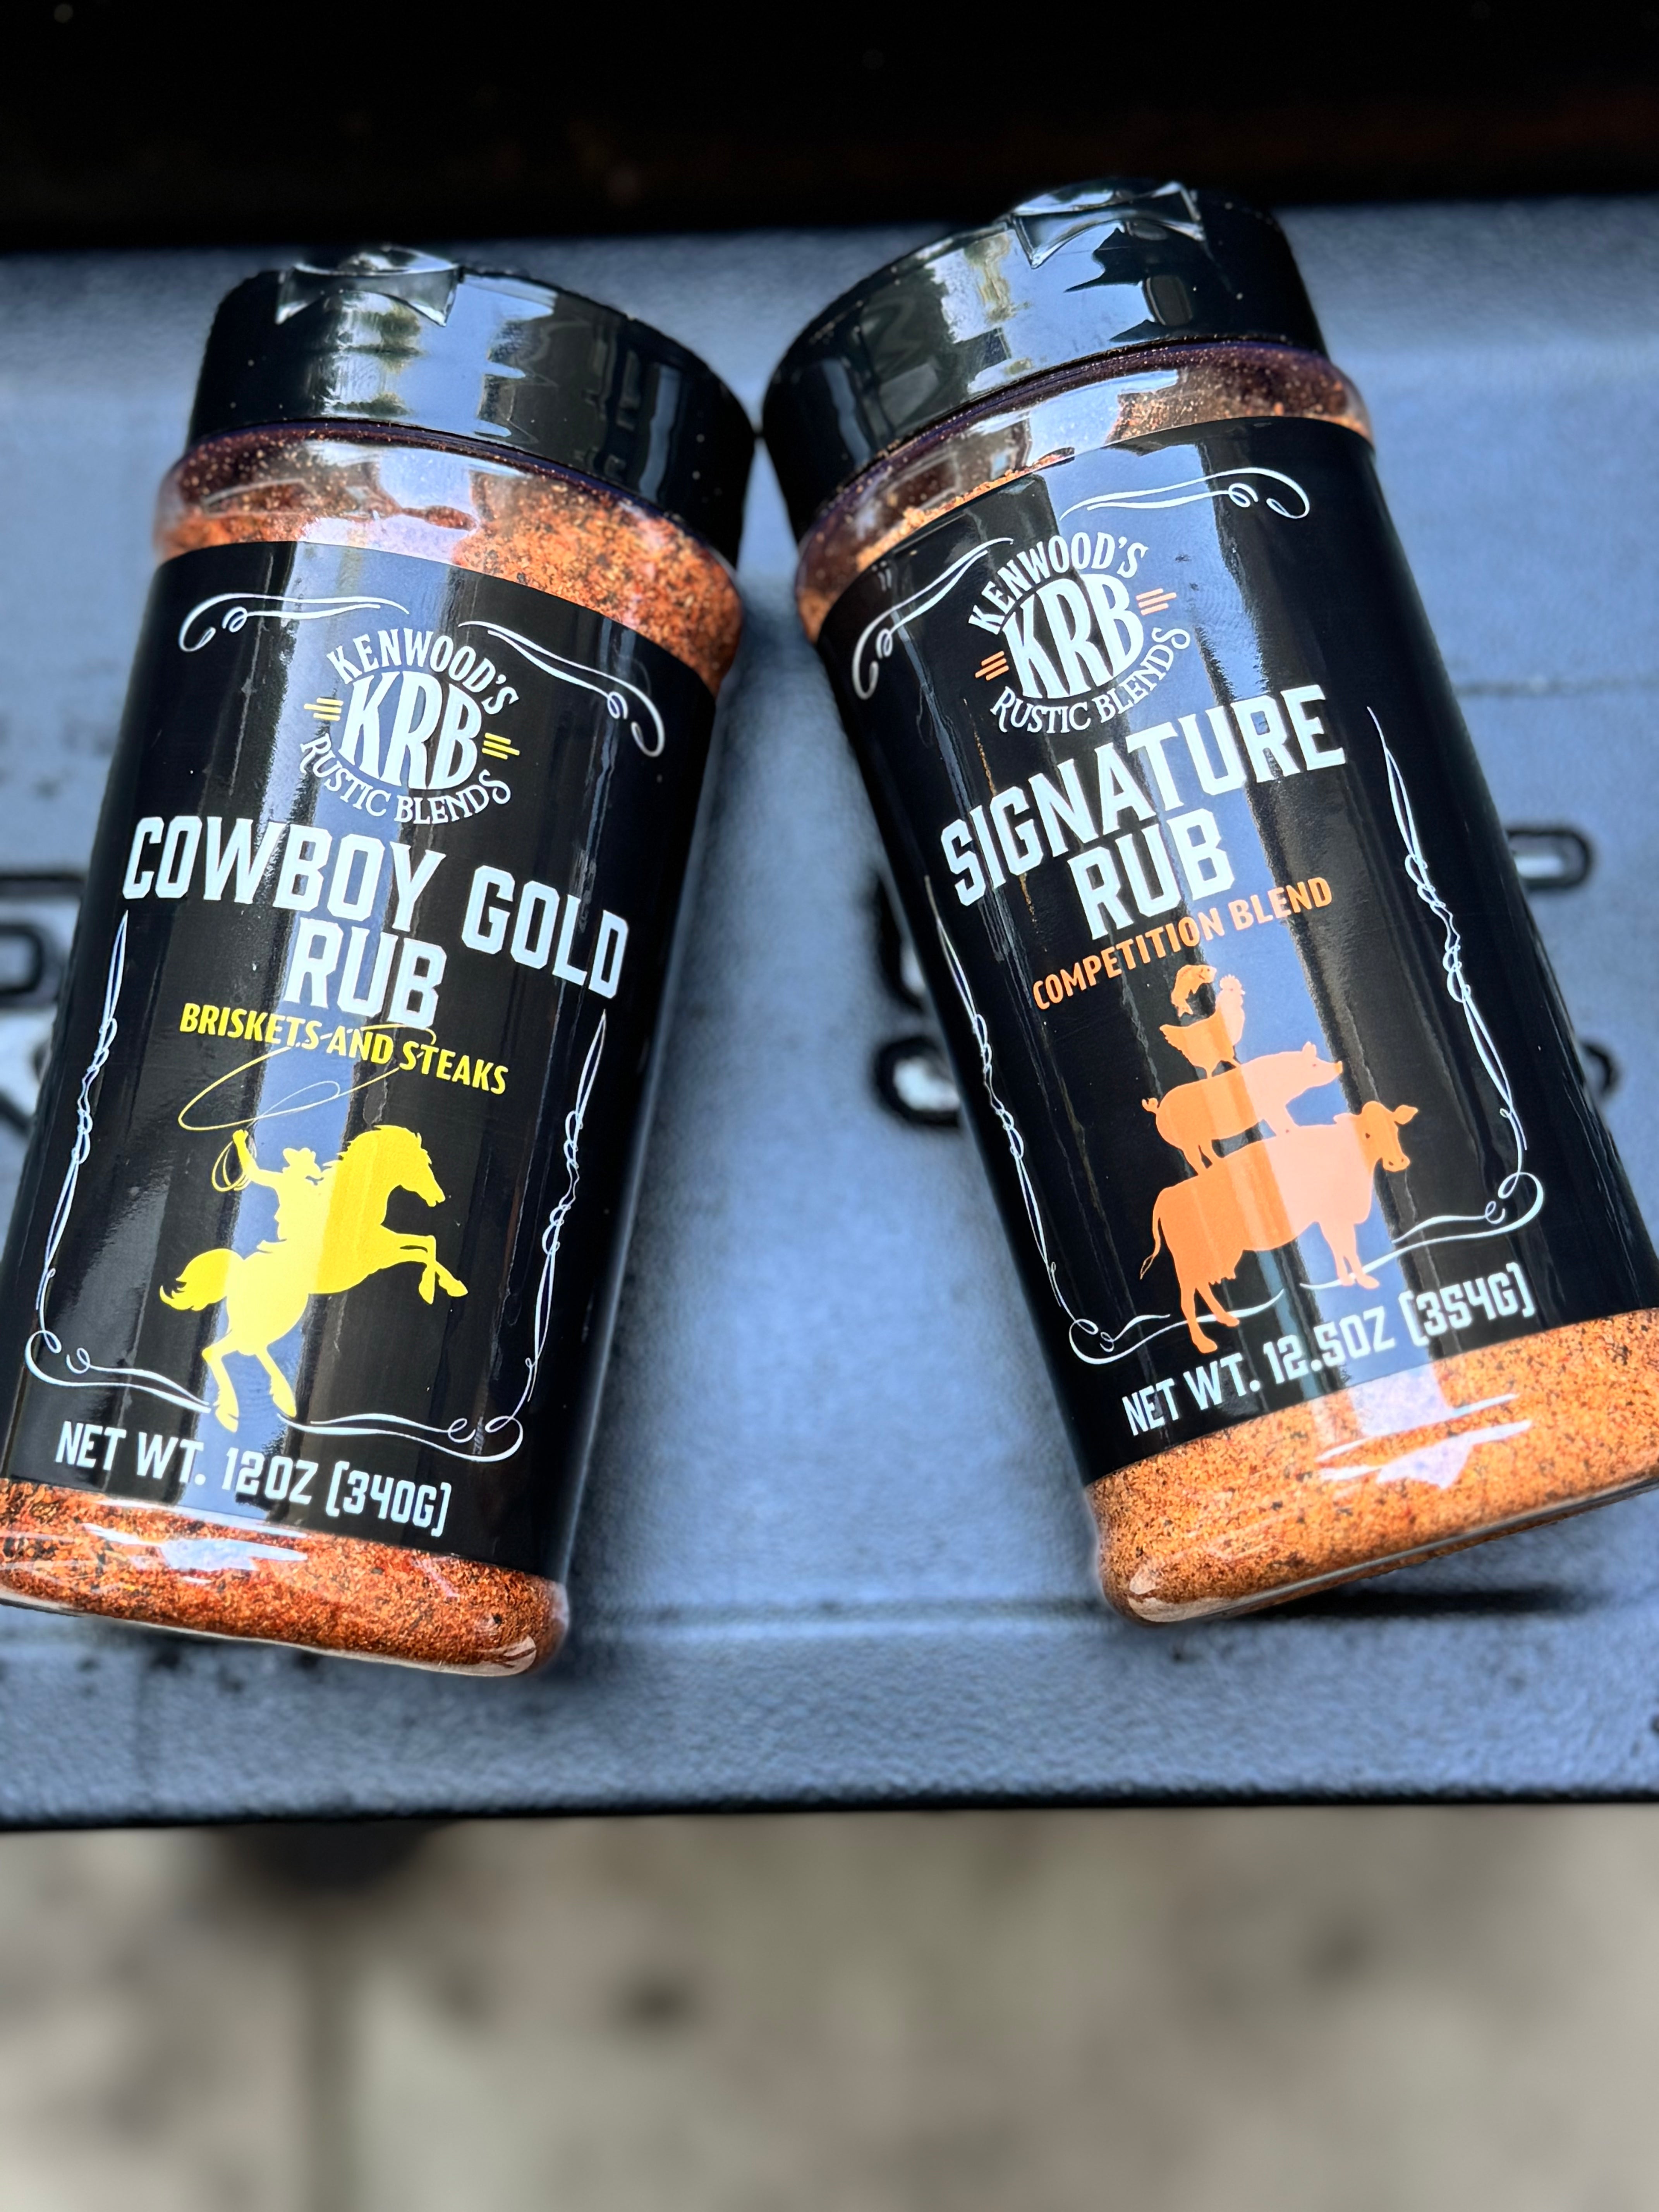 KENWOOD'S
KRB
RUSTIC BLENDS
COWBOY GOLD
RUB
BRISKETS AND STEAKS
NET WT. 12OZ (340G)
KENWOOD'S
KRB
RUSTIC BLENDS
SIGNATURE
RUB
COMPETITION BLEND
NET WT. 12.5OZ (354G)